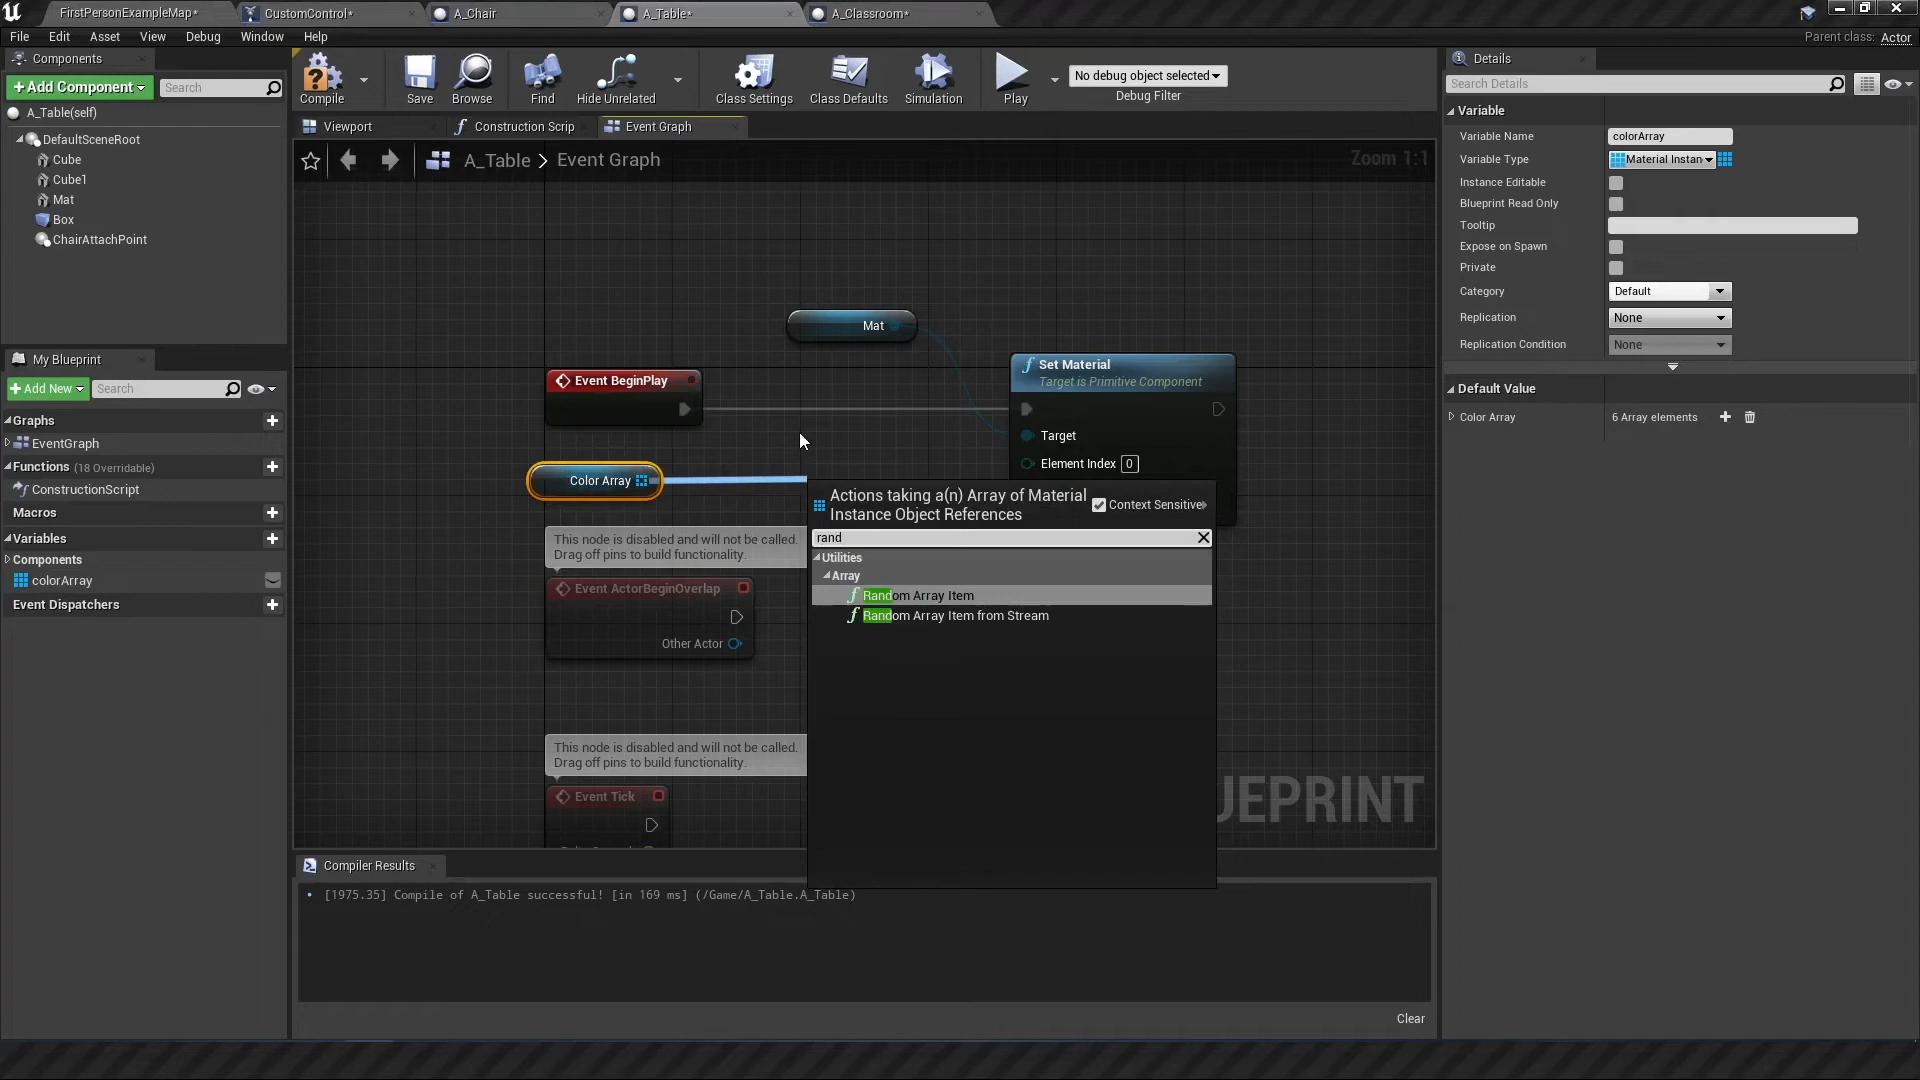 FirstPersonExampleMap*
CustomControl*
A_Chair
A_Table*
A_Classroom*
File Edit Asset View Debug Window Help
Parent class: Actor
Components
+Add Component
Search
A_Table(self)
DefaultSceneRoot
Cube
Cube1
Mat
Box
ChairAttachPoint
My Blueprint
+Add New
Search
Graphs
EventGraph
Functions (18 Overridable)
ConstructionScript
Macros
Variables
Components
colorArray
Event Dispatchers
Compile Save Browse Find Hide Unrelated Class Settings Class Defaults Simulation Play
No debug object selected
Debug Filter
Viewport
Construction Scrip
Event Graph
A_Table > Event Graph
Zoom 1:1
Mat
Event BeginPlay
Set Material
Target is Primitive Component
Target
Element Index 0
Color Array
Actions taking a(n) Array of Material
Instance Object References
Context Sensitive
rand
Utilities
Array
Random Array Item
Random Array Item from Stream
This node is disabled and will not be called.
Drag off pins to build functionality.
Event ActorBeginOverlap
Other Actor
This node is disabled and will not be called.
Drag off pins to build functionality.
Event Tick
UEPRINT
Compiler Results
[1975.35] Compile of A_Table successful! [in 169 ms] (/Game/A_Table.A_Table)
Clear
Details
Search Details
Variable
Variable Name colorArray
Variable Type Material Instan
Instance Editable
Blueprint Read Only
Tooltip
Expose on Spawn
Private
Category Default
Replication None
Replication Condition None
Default Value
Color Array 6 Array elements